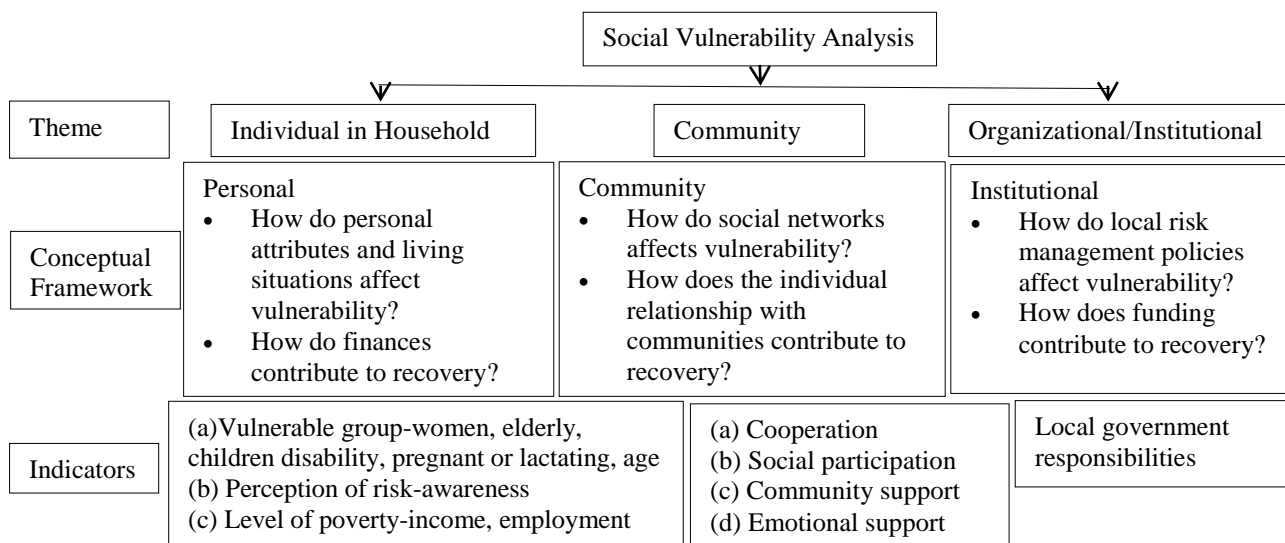 Social Vulnerability Analysis
Theme
Individual in Household
Community
Organizational/Institutional
Conceptual
Framework
Personal
• How do personal
attributes and living
situations affect
vulnerability?
• How do finances
contribute to recovery?
Community
• How do social networks
affects vulnerability?
• How does the individual
relationship with
communities contribute to
recovery?
Institutional
• How do local risk
management policies
affect vulnerability?
• How does funding
contribute to recovery?
Indicators
(a)Vulnerable group-women, elderly,
children disability, pregnant or lactating, age
(b) Perception of risk-awareness
(c) Level of poverty-income, employment
(a) Cooperation
(b) Social participation
(c) Community support
(d) Emotional support
Local government
responsibilities